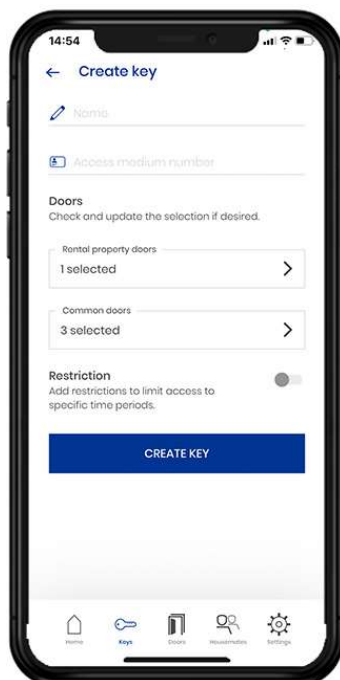 14:54
Create key
Name
Access medium number
Doors
Check and update the selection if desired.
Rental property doors
1 selected
Common doors
3 selected
Restriction
Add restrictions to limit access to
specific time periods.
CREATE KEY
Home
Keys
Doors
Housemates
Settings